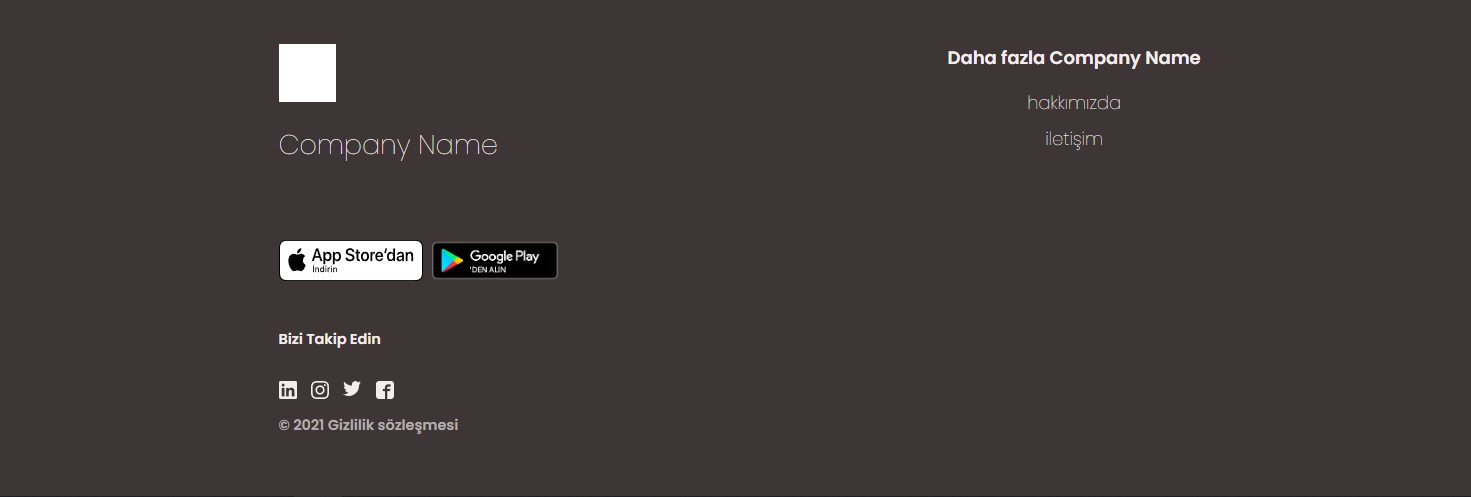 Company Name
App Store'dan
İndirin
Google Play
'DEN ALIN
Bizi Takip Edin
© 2021 Gizlilik sözleşmesi
Daha fazla Company Name
hakkımızda
iletişim